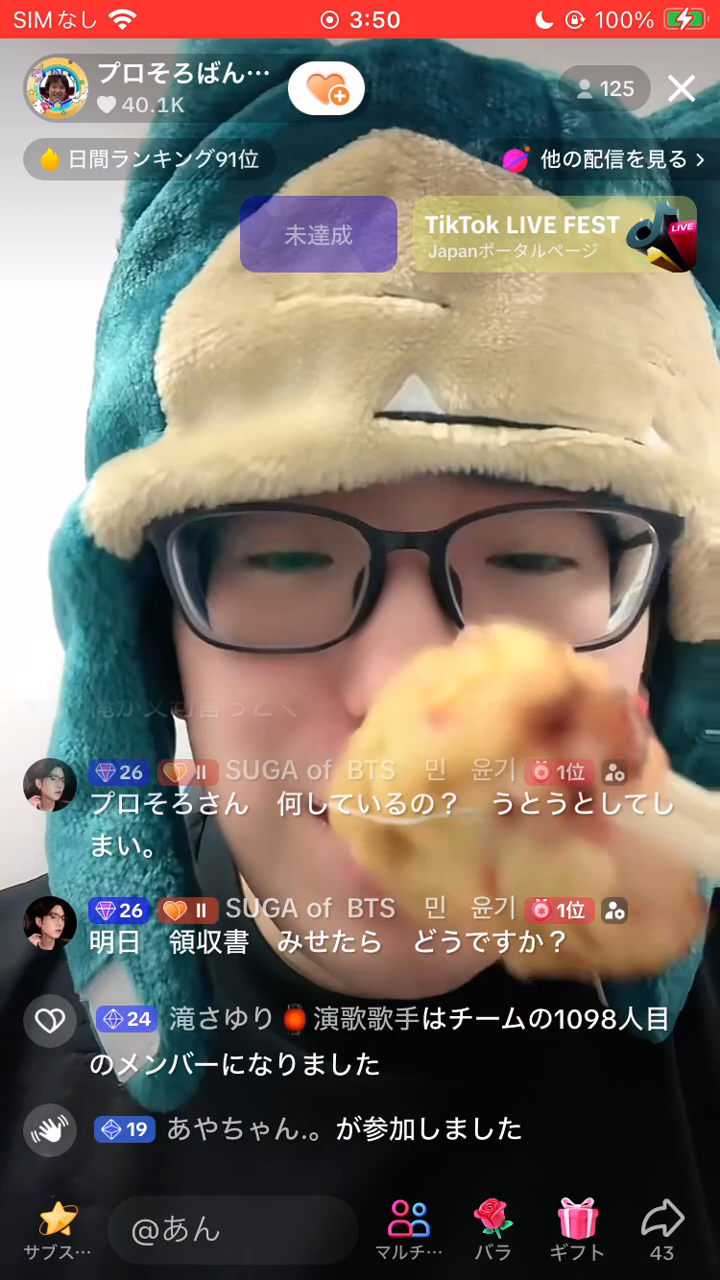 SIMなし 3:50 100%
プロそろばん…
40.1K
125
日間ランキング91位
他の配信を見る
未達成
TikTok LIVE FEST
Japanポータルページ
LIVE
26 II SUGA of BTS 민 윤기 1位
プロそろさん 何しているの？ うとうとしてし
まい。
26 II SUGA of BTS 민 윤기 1位
明日 領収書 みせたら どうですか？
24 滝さゆり🏮演歌歌手はチームの1098人目
のメンバーになりました
19 あやちゃん.。が参加しました
サブス…
@あん
マルチ…
バラ
ギフト
43